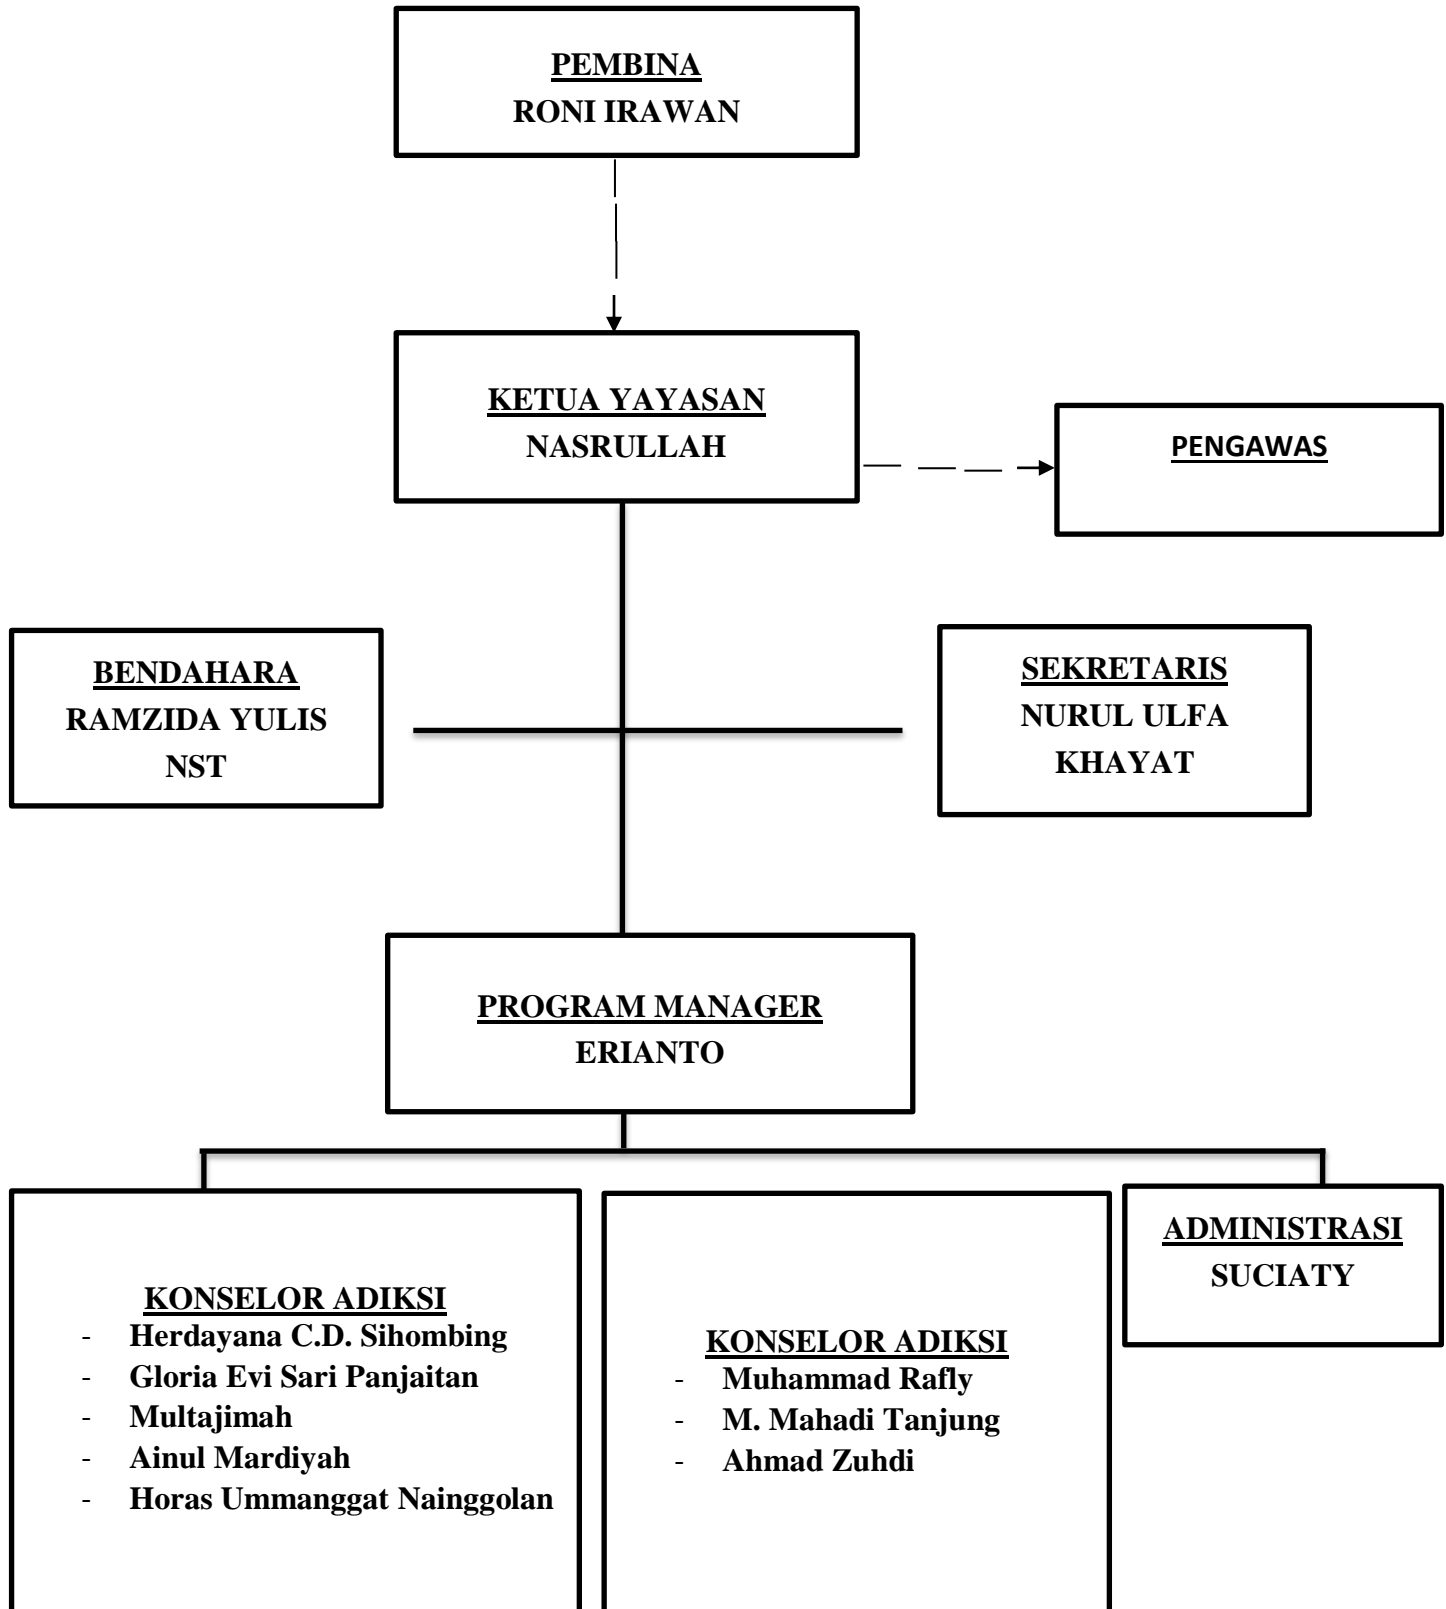 PEMBINA
RONI IRAWAN
KETUA YAYASAN
NASRULLAH
PENGAWAS
BENDAHARA
RAMZIDA YULIS
NST
SEKRETARIS
NURUL ULFA
KHAYAT
PROGRAM MANAGER
ERIANTO
KONSELOR ADIKSI
- Herdayana C.D. Sihombing
- Gloria Evi Sari Panjaitan
- Multajimah
- Ainul Mardiyah
- Horas Ummanggat Nainggolan
KONSELOR ADIKSI
- Muhammad Rafly
- M. Mahadi Tanjung
- Ahmad Zuhdi
ADMINISTRASI
SUCIATY